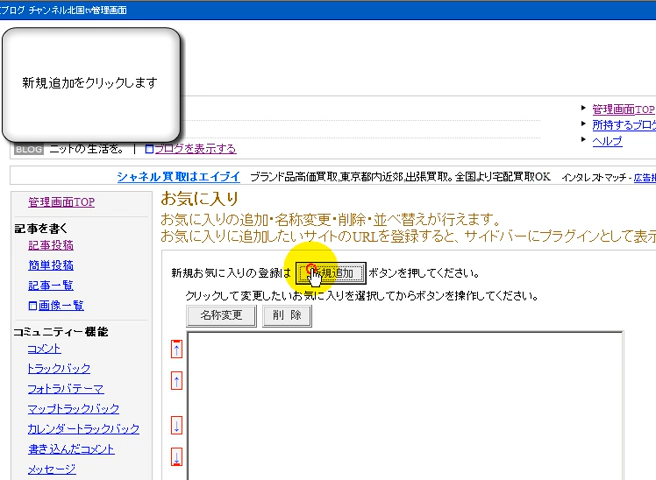 ブログ チャンネル北国tv管理画面
新規追加をクリックします
管理画面TOP
所持するブログ
ヘルプ
BLOG ニットの生活を。 | ブログを表示する
シャネル買取はエイブイ ブランド品高価買取,東京都内近郊,出張買取。全国より宅配買取OK インタレストマッチ - 広告掲
管理画面TOP
記事を書く
記事投稿
簡単投稿
記事一覧
画像一覧
コミュニティー機能
コメント
トラックバック
フォトラバテーマ
マップトラックバック
カレンダートラックバック
書き込んだコメント
メッセージ
お気に入り
お気に入りの追加・名称変更・削除・並べ替えが行えます。
お気に入りに追加したいサイトのURLを登録すると、サイドバーにプラグインとして表示
新規お気に入りの登録は 新規追加 ボタンを押してください。
クリックして変更したいお気に入りを選択してからボタンを操作してください。
名称変更 削 除